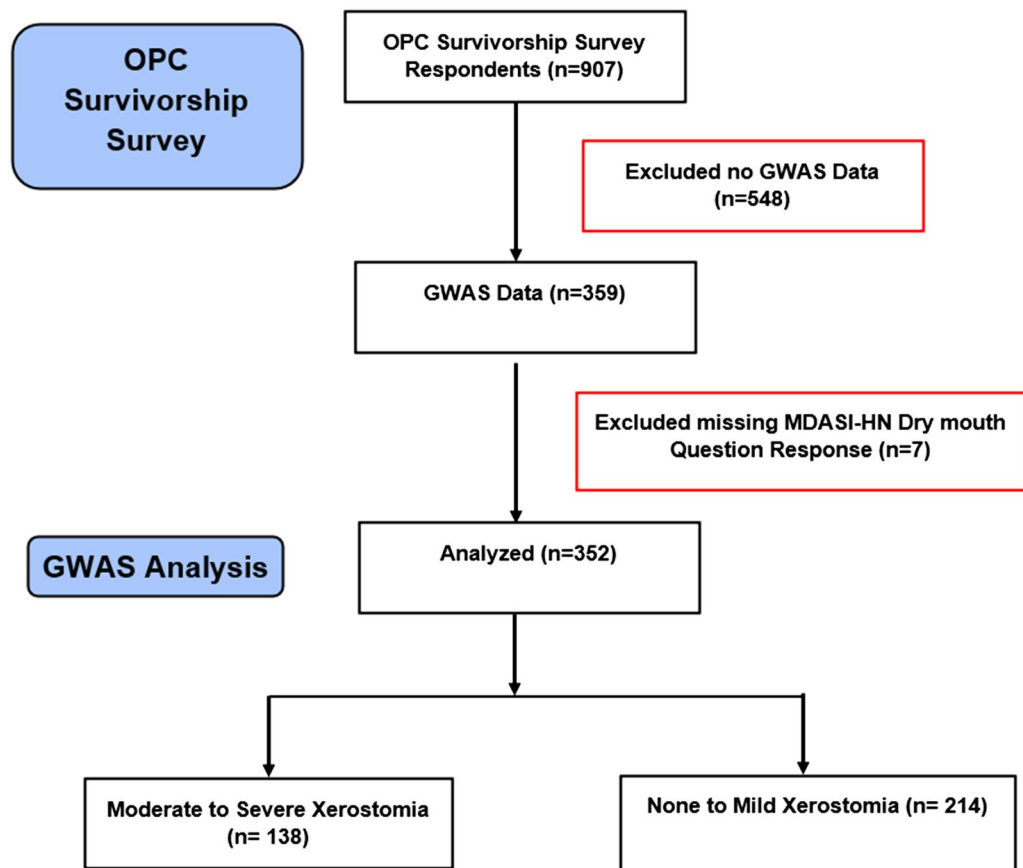 OPC
Survivorship
Survey
OPC Survivorship Survey
Respondents (n=907)
Excluded no GWAS Data
(n=548)
GWAS Data (n=359)
Excluded missing MDASI-HN Dry mouth
Question Response (n=7)
GWAS Analysis
Analyzed (n=352)
Moderate to Severe Xerostomia
(n= 138)
None to Mild Xerostomia (n= 214)